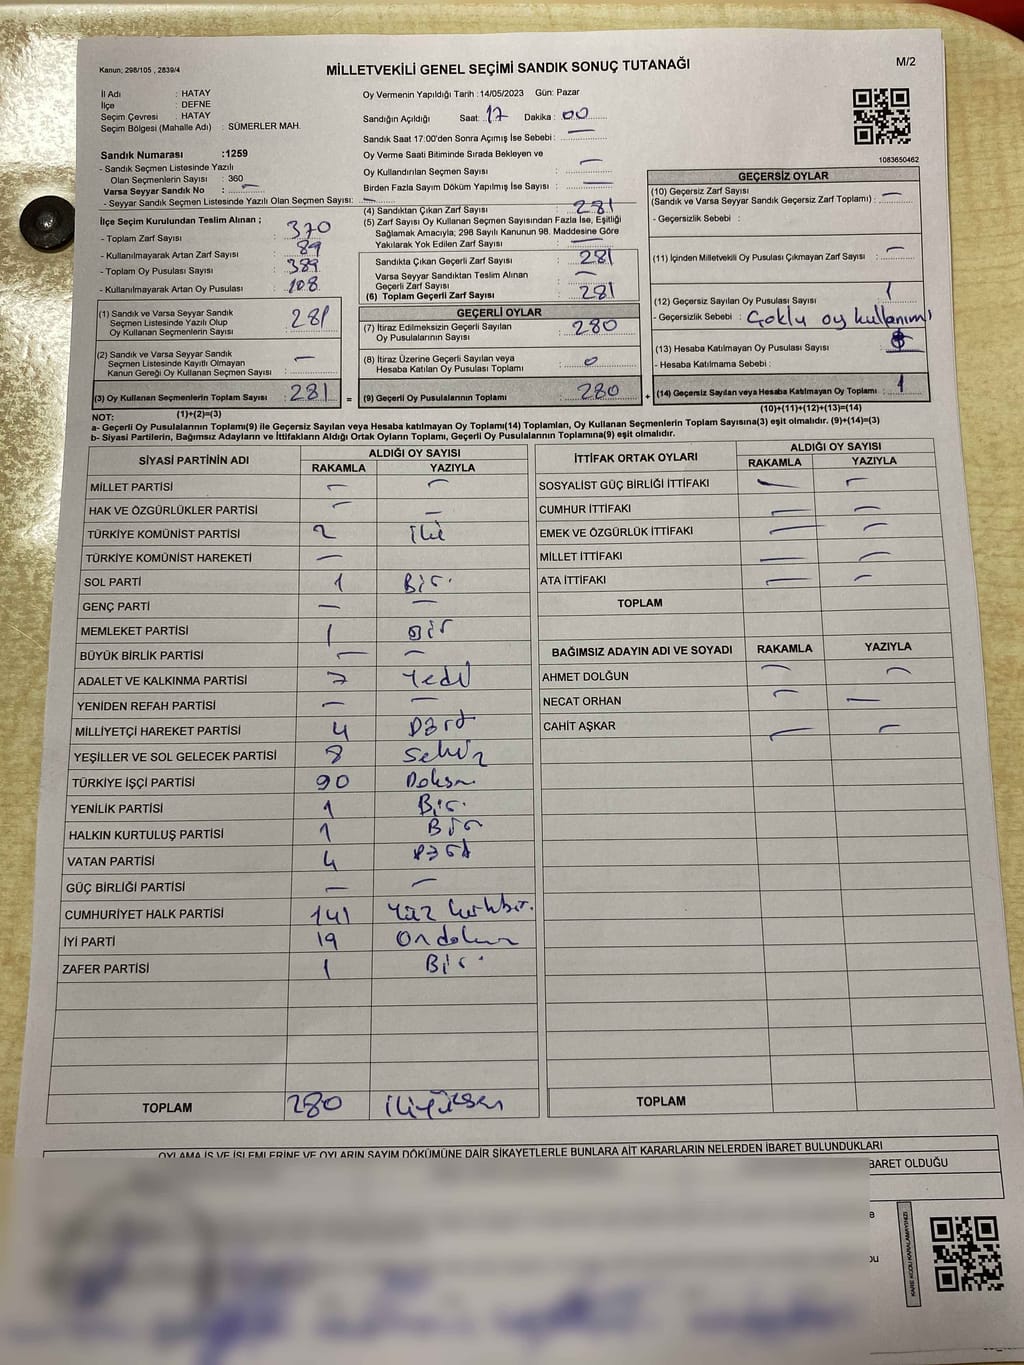 Kanun; 298/105 , 2839/4
MİLLETVEKİLİ GENEL SEÇİMİ SANDIK SONUÇ TUTANAĞI
M/2
İl Adı : HATAY
İlçe : DEFNE
Seçim Çevresi : HATAY
Seçim Bölgesi (Mahalle Adı) : SÜMERLER MAH.
Oy Vermenin Yapıldığı Tarih :14/05/2023 Gün: Pazar
Sandığın Açıldığı Saat: 17 Dakika : 00
Sandık Saat 17:00'den Sonra Açımış İse Sebebi : —
Oy Verme Saati Bitiminde Sırada Bekleyen ve
Oy Kullandırılan Seçmen Sayısı : —
Birden Fazla Sayım Döküm Yapılmış İse Sayısı : —
1083650462
Sandık Numarası :1259
- Sandık Seçmen Listesinde Yazılı
Olan Seçmenlerin Sayısı : 360
Varsa Seyyar Sandık No : —
- Seyyar Sandık Seçmen Listesinde Yazılı Olan Seçmen Sayısı: —
İlçe Seçim Kurulundan Teslim Alınan ;
- Toplam Zarf Sayısı : 370
- Kullanılmayarak Artan Zarf Sayısı : 89
- Toplam Oy Pusulası Sayısı : 389
- Kullanılmayarak Artan Oy Pusulası : 108
(1) Sandık ve Varsa Seyyar Sandık
Seçmen Listesinde Yazılı Olup
Oy Kullanan Seçmenlerin Sayısı : 281
(2) Sandık ve Varsa Seyyar Sandık
Seçmen Listesinde Kayıtlı Olmayan
Kanun Gereği Oy Kullanan Seçmen Sayısı : —
(3) Oy Kullanan Seçmenlerin Toplam Sayısı : 281 =
(4) Sandıktan Çıkan Zarf Sayısı : 281
(5) Zarf Sayısı Oy Kullanan Seçmen Sayısından Fazla İse, Eşitliği
Sağlamak Amacıyla; 298 Sayılı Kanunun 98. Maddesine Göre
Yakılarak Yok Edilen Zarf Sayısı : —
Sandıkta Çıkan Geçerli Zarf Sayısı : 281
Varsa Seyyar Sandıktan Teslim Alınan
Geçerli Zarf Sayısı : —
(6) Toplam Geçerli Zarf Sayısı : 281
GEÇERLİ OYLAR
(7) İtiraz Edilmeksizin Geçerli Sayılan
Oy Pusulalarının Sayısı : 280
(8) İtiraz Üzerine Geçerli Sayılan veya
Hesaba Katılan Oy Pusulası Toplamı : 0
(9) Geçerli Oy Pusulalarının Toplamı : 280 +
GEÇERSİZ OYLAR
(10) Geçersiz Zarf Sayısı
(Sandık ve Varsa Seyyar Sandık Geçersiz Zarf Toplamı) : —
- Geçersizlik Sebebi :
(11) İçinden Milletvekili Oy Pusulası Çıkmayan Zarf Sayısı : —
(12) Geçersiz Sayılan Oy Pusulası Sayısı : 1
- Geçersizlik Sebebi : Çoklu oy kullanımı
(13) Hesaba Katılmayan Oy Pusulası Sayısı :
- Hesaba Katılmama Sebebi :
(14) Geçersiz Sayılan veya Hesaba Katılmayan Oy Toplamı : 1
NOT: (1)+(2)=(3)
(10)+(11)+(12)+(13)=(14)
a- Geçerli Oy Pusulalarının Toplamı(9) ile Geçersiz Sayılan veya Hesaba katılmayan Oy Toplamı(14) Toplamları, Oy Kullanan Seçmenlerin Toplam Sayısına(3) eşit olmalıdır. (9)+(14)=(3)
b- Siyasi Partilerin, Bağımsız Adayların ve İttifakların Aldığı Ortak Oyların Toplamı, Geçerli Oy Pusulalarının Toplamına(9) eşit olmalıdır.
SİYASİ PARTİNİN ADI ALDIĞI OY SAYISI
RAKAMLA YAZIYLA
MİLLET PARTİSİ — —
HAK VE ÖZGÜRLÜKLER PARTİSİ — —
TÜRKİYE KOMÜNİST PARTİSİ 2 iki
TÜRKİYE KOMÜNİST HAREKETİ —
SOL PARTİ 1 Bir.
GENÇ PARTİ — —
MEMLEKET PARTİSİ 1 Bir
BÜYÜK BİRLİK PARTİSİ — —
ADALET VE KALKINMA PARTİSİ 7 Yedi
YENİDEN REFAH PARTİSİ — —
MİLLİYETÇİ HAREKET PARTİSİ 4 Dört
YEŞİLLER VE SOL GELECEK PARTİSİ 8 Sekiz
TÜRKİYE İŞÇİ PARTİSİ 90 Doksan
YENİLİK PARTİSİ 1 Bir.
HALKIN KURTULUŞ PARTİSİ 1 Bir
VATAN PARTİSİ 4 Dört
GÜÇ BİRLİĞİ PARTİSİ — —
CUMHURİYET HALK PARTİSİ 141 Yüz kırkbir.
İYİ PARTİ 19 Ondokuz
ZAFER PARTİSİ 1 Bir.
TOPLAM 280 ikiyüksen
İTTİFAK ORTAK OYLARI ALDIĞI OY SAYISI
RAKAMLA YAZIYLA
SOSYALİST GÜÇ BİRLİĞİ İTTİFAKI — —
CUMHUR İTTİFAKI — —
EMEK VE ÖZGÜRLÜK İTTİFAKI — —
MİLLET İTTİFAKI — —
ATA İTTİFAKI — —
TOPLAM
BAĞIMSIZ ADAYIN ADI VE SOYADI RAKAMLA YAZIYLA
AHMET DOLĞUN — —
NECAT ORHAN — —
CAHİT AŞKAR — —
TOPLAM
OYLAMA İŞ VE İŞLEMLERİNE VE OYLARIN SAYIM DÖKÜMÜNE DAİR ŞİKAYETLERLE BUNLARA AİT KARARLARIN NELERDEN İBARET BULUNDUKLARI
BARET OLDUĞU
KARE KODU KARALAMAYINIZ!